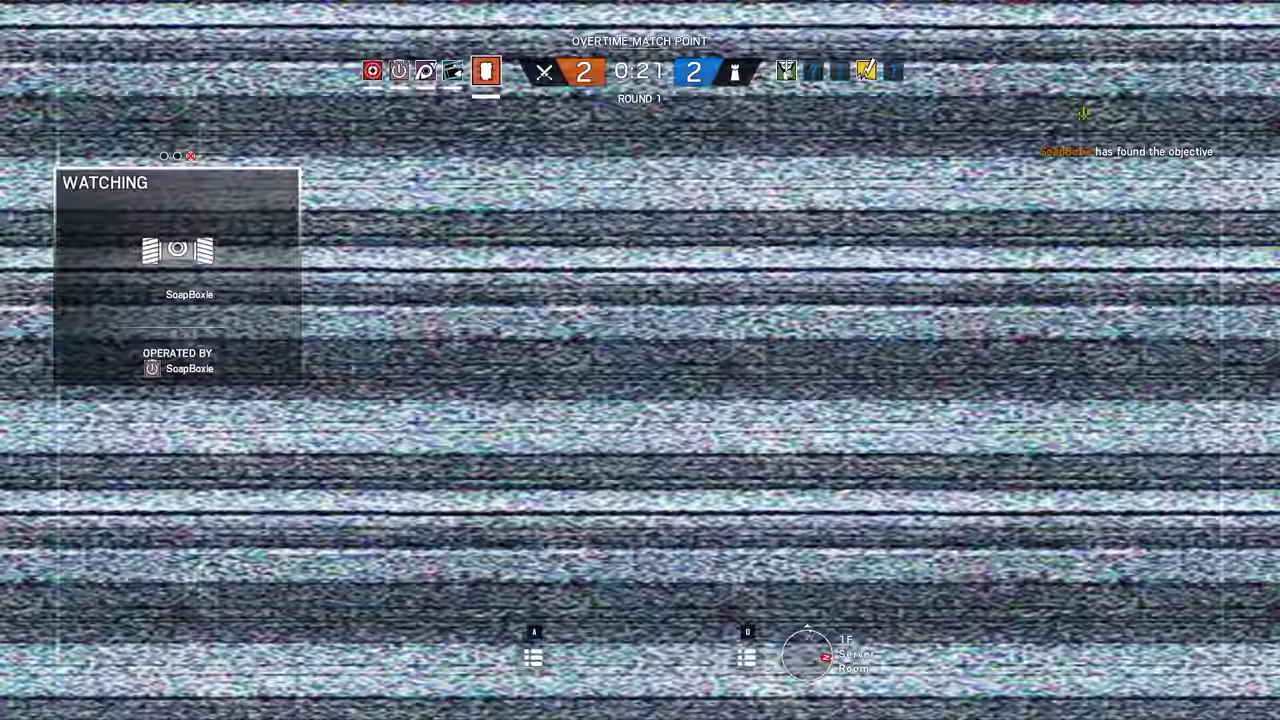 OVERTIME MATCH POINT
2 0:21 2
ROUND 1
SoapBoxie has found the objective
WATCHING
SoapBoxie
OPERATED BY
SoapBoxie
A
D
1F
Server
Room